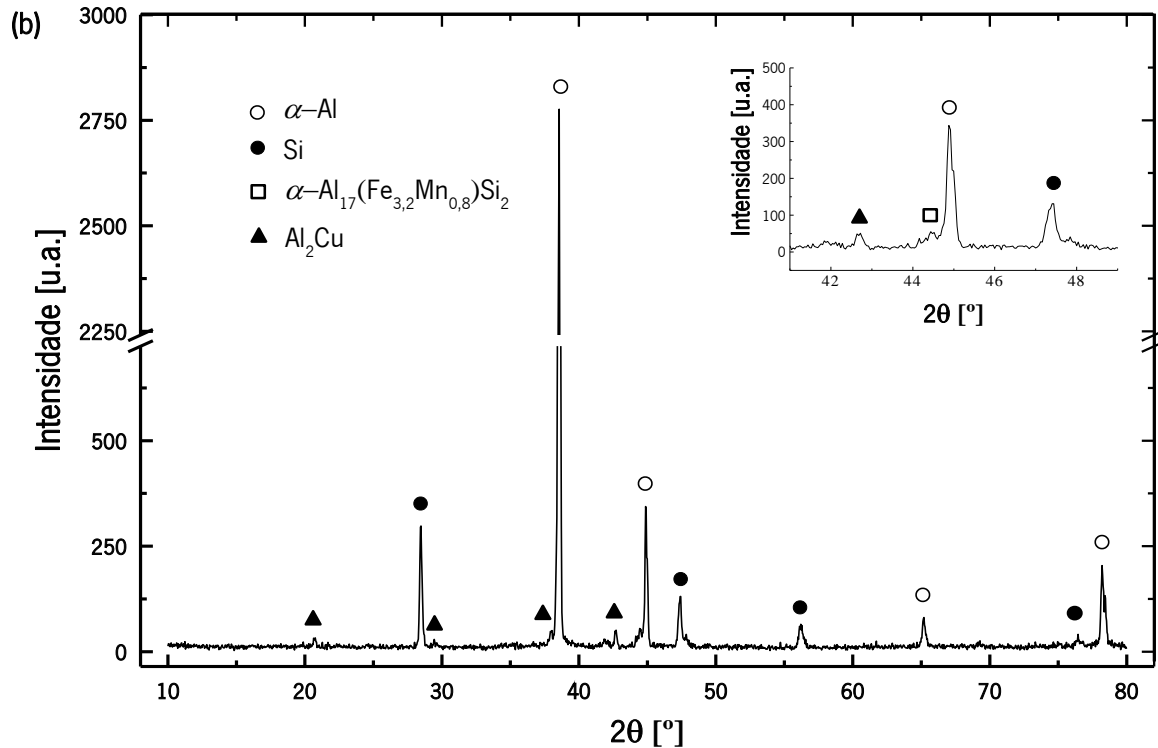 (b)
3000
2750
2500
2250
500
250
0
Intensidade [u.a.]
α–Al
Si
α–Al₁₇(Fe₃,₂Mn₀,₈)Si₂
Al₂Cu
500
400
300
200
100
0
Intensidade [u.a.]
42 44 46 48
2θ [º]
10 20 30 40 50 60 70 80
2θ [º]